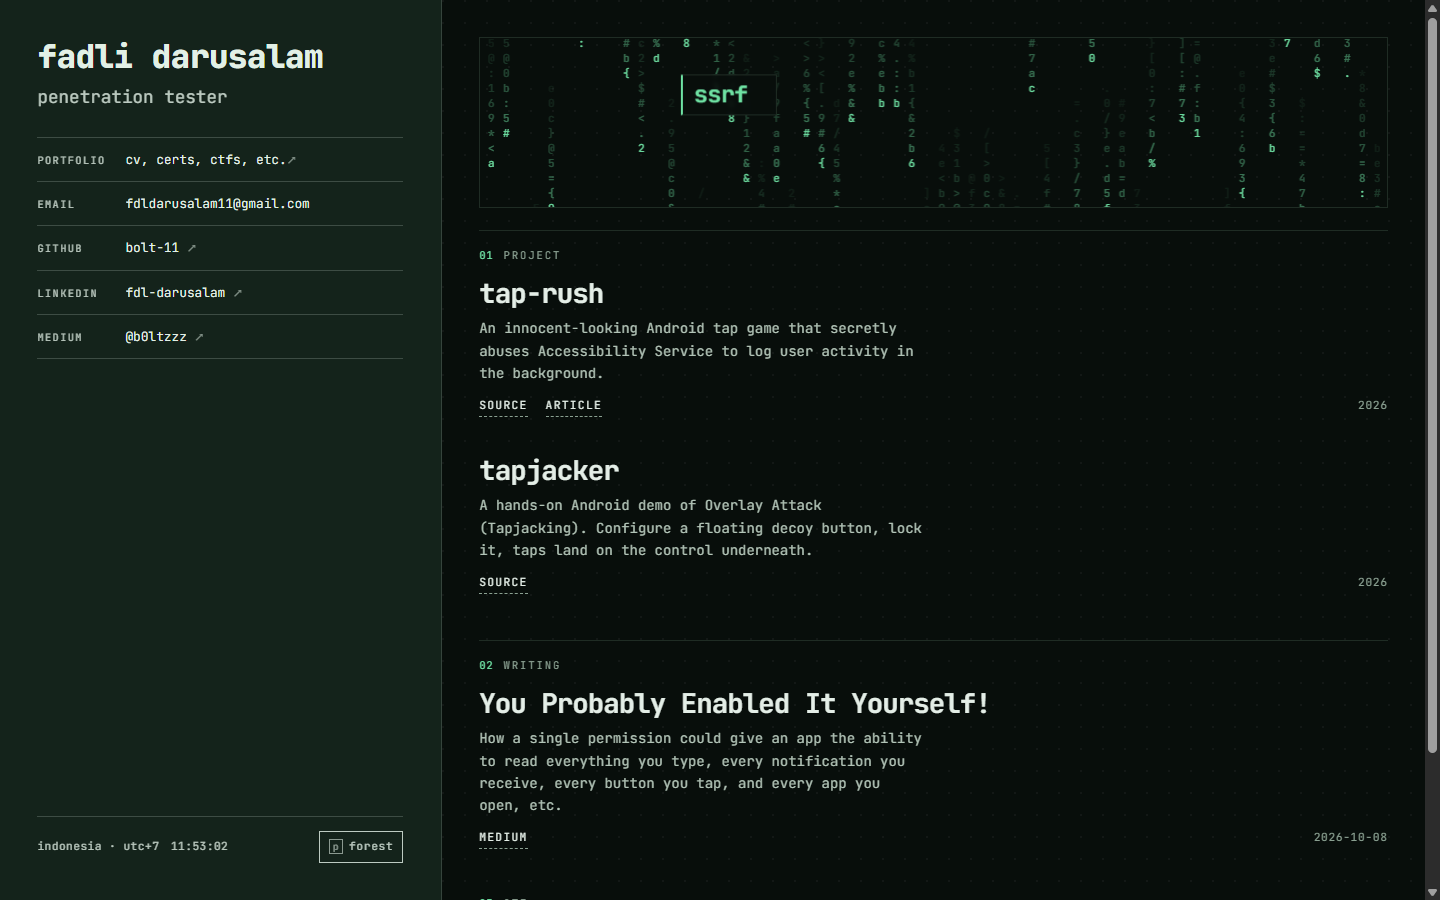 fadli darusalam
penetration tester
PORTFOLIO cv, certs, ctfs, etc.↗
EMAIL fdldarusalam11@gmail.com
GITHUB bolt-11 ↗
LINKEDIN fdl-darusalam ↗
MEDIUM @b0ltzzz ↗
indonesia · utc+7 11:53:02
p forest
ssrf
01 PROJECT
tap-rush
An innocent-looking Android tap game that secretly
abuses Accessibility Service to log user activity in
the background.
SOURCE ARTICLE 2026
tapjacker
A hands-on Android demo of Overlay Attack
(Tapjacking). Configure a floating decoy button, lock
it, taps land on the control underneath.
SOURCE 2026
02 WRITING
You Probably Enabled It Yourself!
How a single permission could give an app the ability
to read everything you type, every notification you
receive, every button you tap, and every app you
open, etc.
MEDIUM 2026-10-08